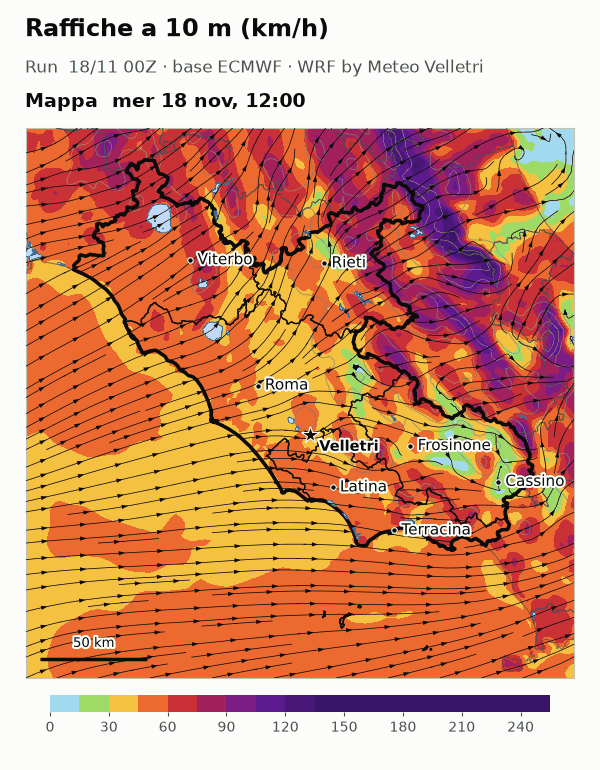 Raffiche a 10 m (km/h)
Run  18/11 00Z · base ECMWF · WRF by Meteo Velletri
Mappa  mer 18 nov, 12:00
Viterbo
Rieti
Roma
Velletri
Frosinone
Cassino
Latina
Terracina
50 km
0 30 60 90 120 150 180 210 240